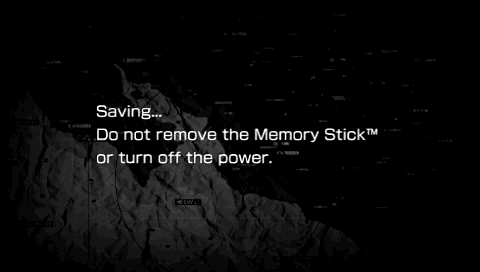 Saving...
Do not remove the Memory Stick™
or turn off the power.